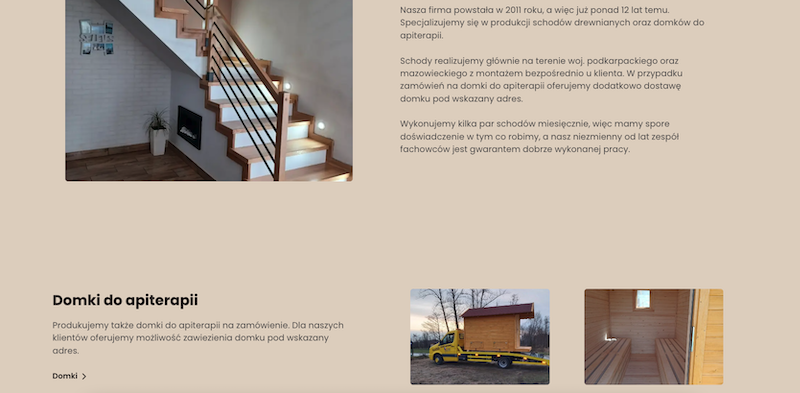 Nasza firma powstała w 2011 roku, a więc już ponad 12 lat temu.
Specjalizujemy się w produkcji schodów drewnianych oraz domków do
apiterapii.
Schody realizujemy głównie na terenie woj. podkarpackiego oraz
mazowieckiego z montażem bezpośrednio u klienta. W przypadku
zamówień na domki do apiterapii oferujemy dodatkowo dostawę
domku pod wskazany adres.
Wykonujemy kilka par schodów miesięcznie, więc mamy spore
doświadczenie w tym co robimy, a nasz niezmienny od lat zespół
fachowców jest gwarantem dobrze wykonanej pracy.
Domki do apiterapii
Produkujemy także domki do apiterapii na zamówienie. Dla naszych
klientów oferujemy możliwość zawiezienia domku pod wskazany
adres.
Domki